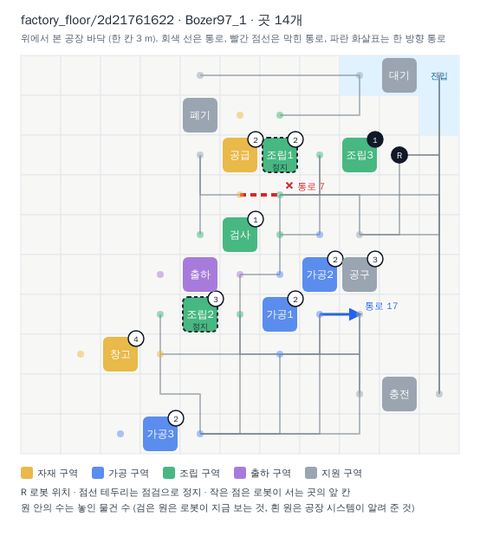 factory_floor/2d21761622 · Bozer97_1 · 곳 14개
위에서 본 공장 바닥 (한 칸 3 m). 회색 선은 통로, 빨간 점선은 막힌 통로, 파란 화살표는 한 방향 통로
대기
폐기
공급 2
조립1 2
정지
조립3 1
R
통로 7
검사 1
출하
가공2 2
공구 3
조립2 3
정지
가공1 2
통로 17
창고 4
충전
가공3 2
자재 구역 가공 구역 조립 구역 출하 구역 지원 구역
R 로봇 위치 · 점선 테두리는 점검으로 정지 · 작은 점은 로봇이 서는 곳의 앞 칸
원 안의 수는 놓인 물건 수 (검은 원은 로봇이 지금 보는 것, 흰 원은 공장 시스템이 알려 준 것)